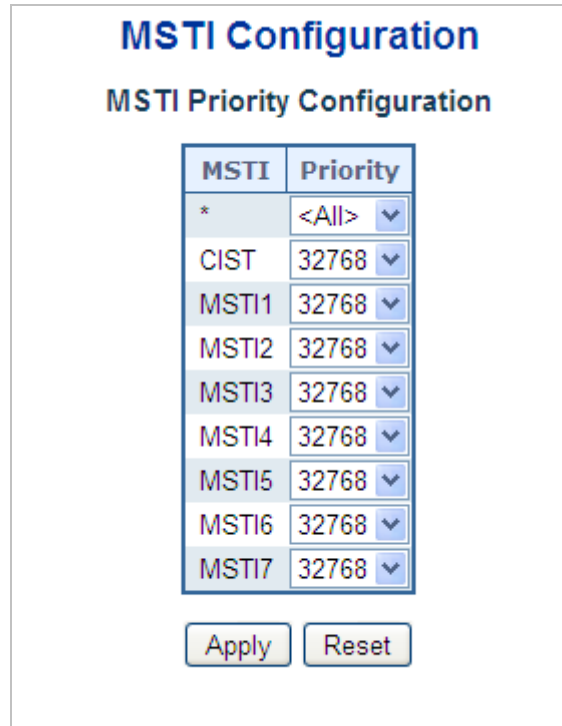 MSTI Configuration
MSTI Priority Configuration
MSTI Priority
* <All>
CIST 32768
MSTI1 32768
MSTI2 32768
MSTI3 32768
MSTI4 32768
MSTI5 32768
MSTI6 32768
MSTI7 32768
Apply Reset